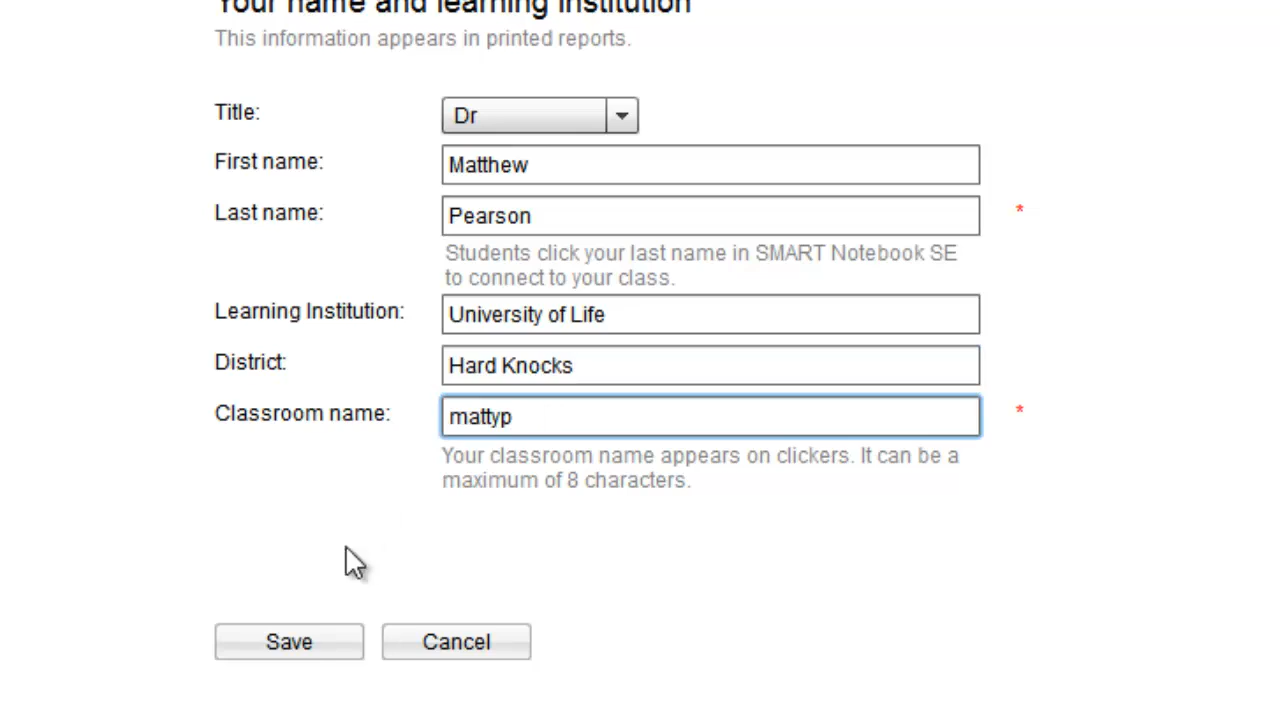 Your name and learning institution
This information appears in printed reports.
Title: Dr
First name: Matthew
Last name: Pearson *
Students click your last name in SMART Notebook SE
to connect to your class.
Learning Institution: University of Life
District: Hard Knocks
Classroom name: mattyp *
Your classroom name appears on clickers. It can be a
maximum of 8 characters.
Save Cancel